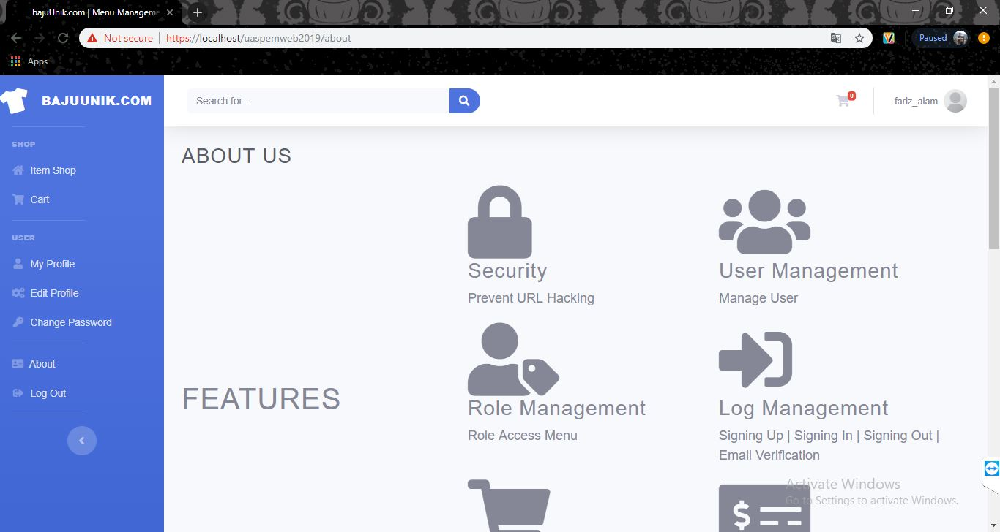 bajuUnik.com | Menu Manageme
Not secure | https://localhost/uaspemweb2019/about
Paused
Apps
BAJUUNIK.COM
Search for...
0
fariz_alam
SHOP
Item Shop
Cart
USER
My Profile
Edit Profile
Change Password
About
Log Out
ABOUT US
FEATURES
Security
Prevent URL Hacking
User Management
Manage User
Role Management
Role Access Menu
Log Management
Signing Up | Signing In | Signing Out |
Email Verification
$
Activate Windows
Go to Settings to activate Windows.